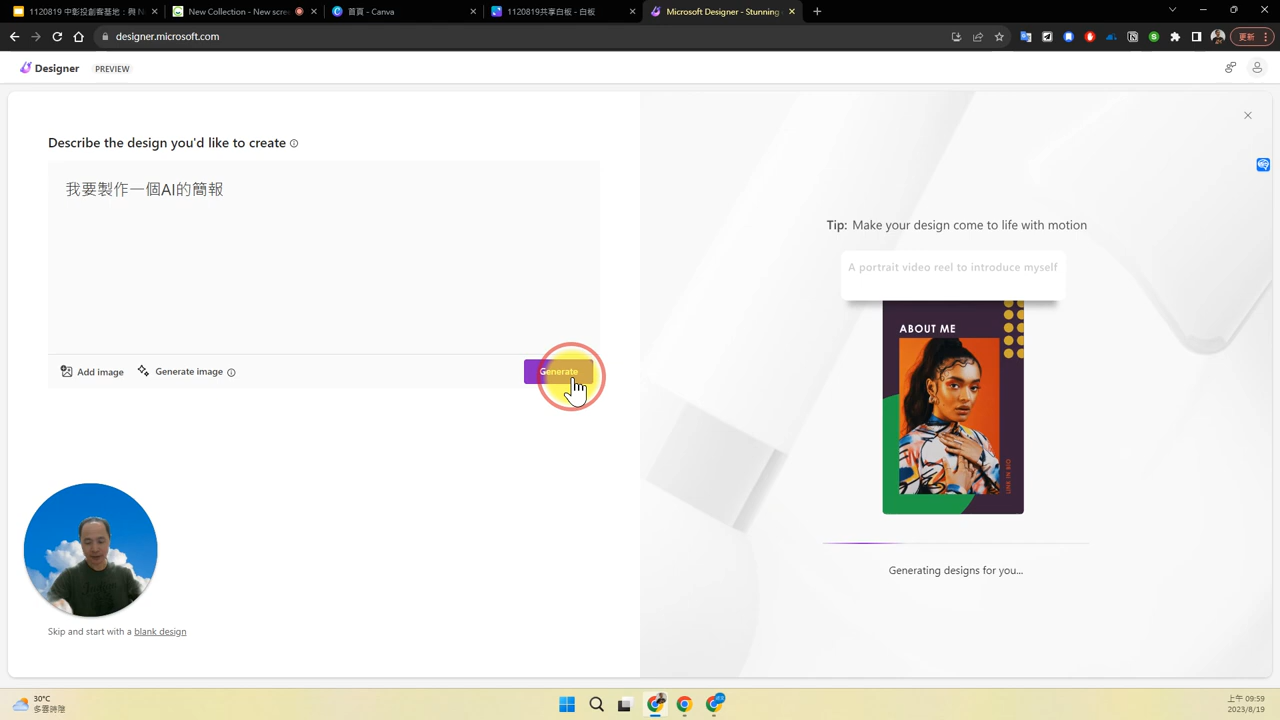 1120819 中彰投創客基地: 與 N
New Collection - New scre
首頁 - Canva
1120819共享白板 - 白板
Microsoft Designer - Stunning
designer.microsoft.com
更新
Designer
PREVIEW
Describe the design you'd like to create
我要製作一個AI的簡報
Add image
Generate image
Generate
Skip and start with a blank design
Tip: Make your design come to life with motion
A portrait video reel to introduce myself
ABOUT ME
LINK IN BIO
Generating designs for you...
30°C
多雲時陰
上午 09:59
2023/8/19